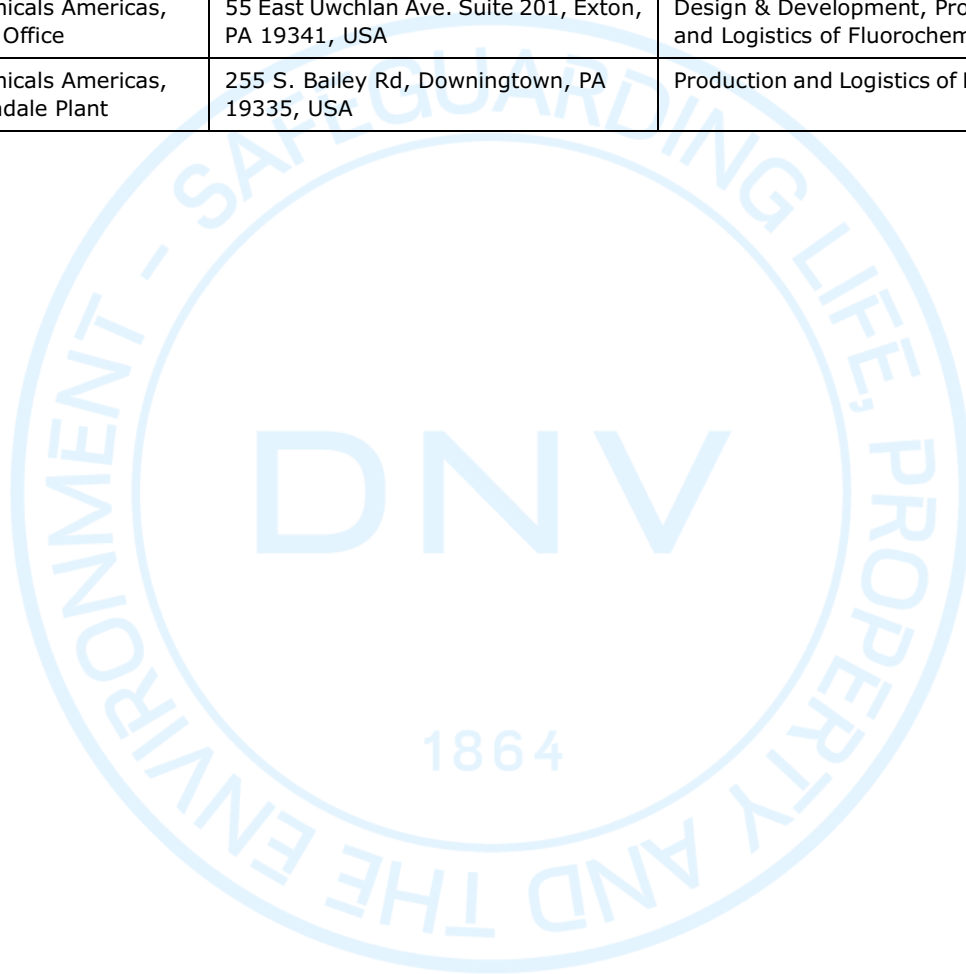 nicals Americas,
Office
55 East Uwchlan Ave. Suite 201, Exton,
PA 19341, USA
Design & Development, Pro
and Logistics of Fluorochem
nicals Americas,
dale Plant
255 S. Bailey Rd, Downingtown, PA
19335, USA
Production and Logistics of
SAFEGUARDING LIFE, PROPERTY AND THE ENVIRONMENT -
DNV
1864